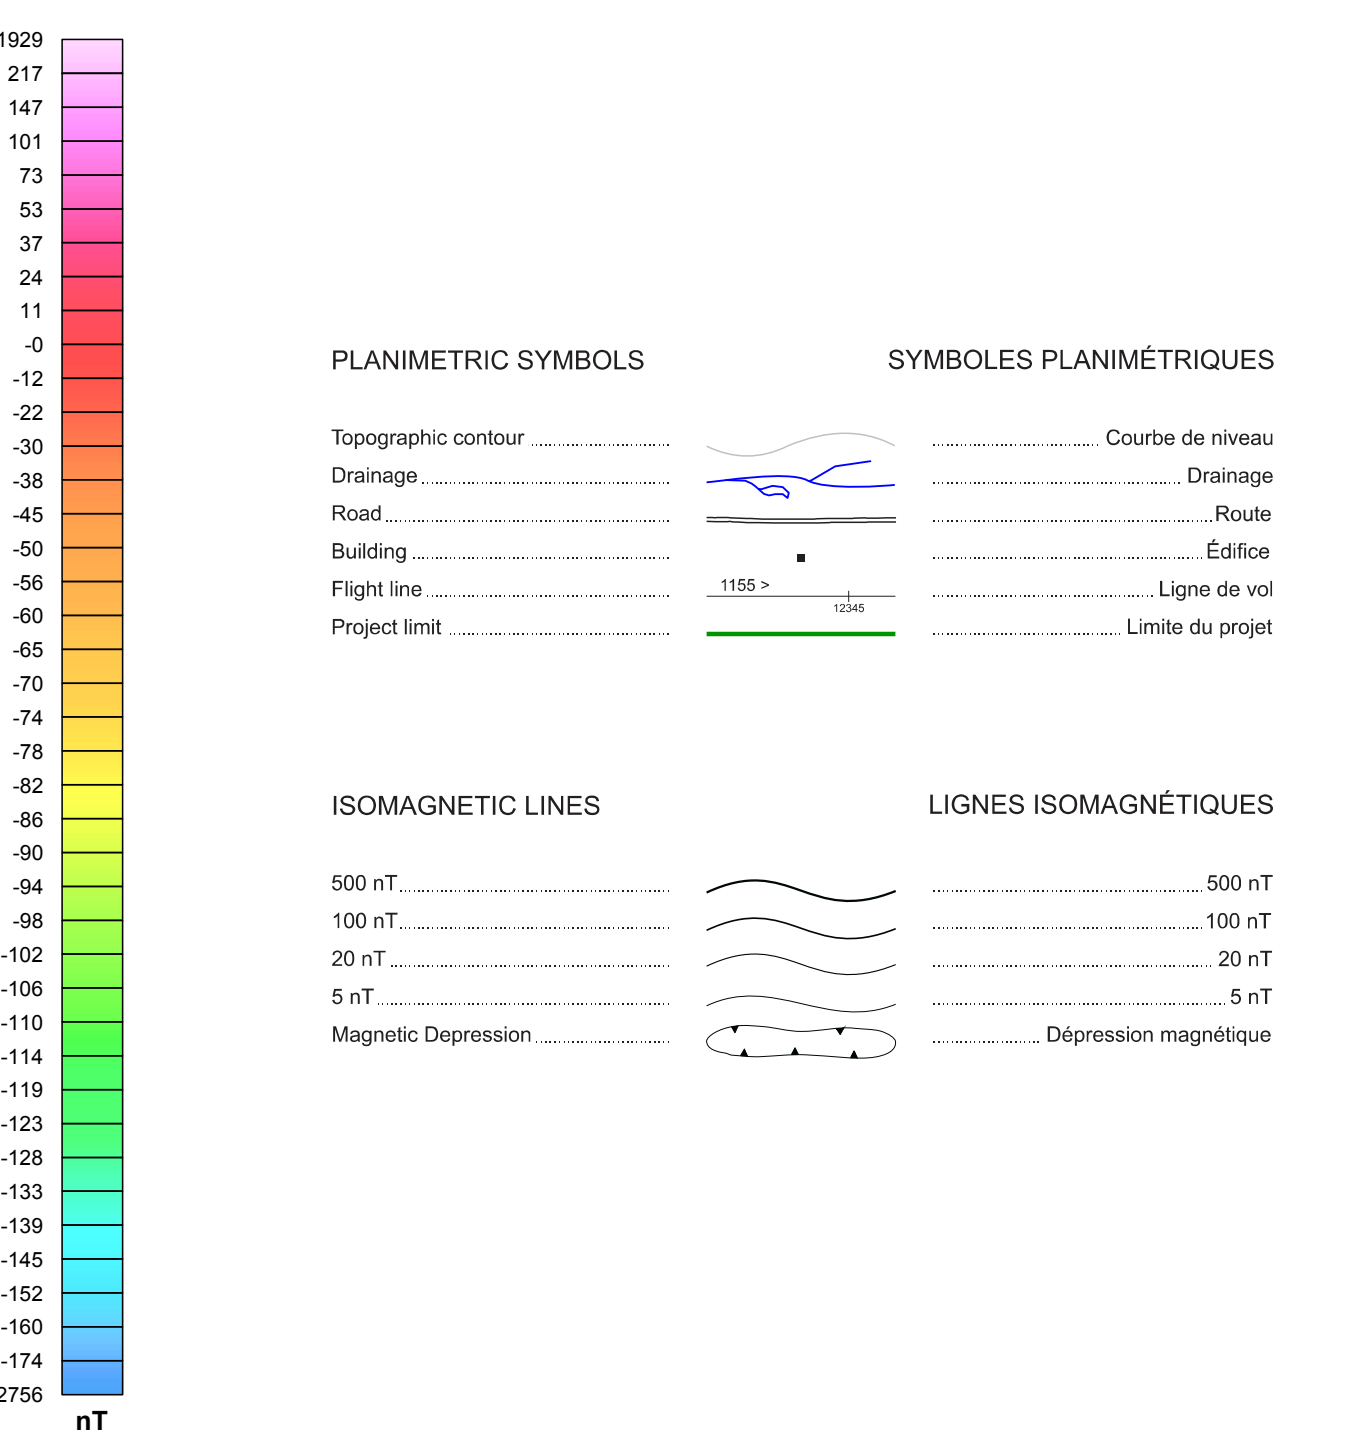 1929
217
147
101
73
53
37
24
11
-0
-12
-22
-30
-38
-45
-50
-56
-60
-65
-70
-74
-78
-82
-86
-90
-94
-98
-102
-106
-110
-114
-119
-123
-128
-133
-139
-145
-152
-160
-174
2756
nT
PLANIMETRIC SYMBOLS SYMBOLES PLANIMÉTRIQUES
Topographic contour Courbe de niveau
Drainage Drainage
Road Route
Building Édifice
Flight line 1155 > 12345 Ligne de vol
Project limit Limite du projet
ISOMAGNETIC LINES LIGNES ISOMAGNÉTIQUES
500 nT 500 nT
100 nT 100 nT
20 nT 20 nT
5 nT 5 nT
Magnetic Depression Dépression magnétique